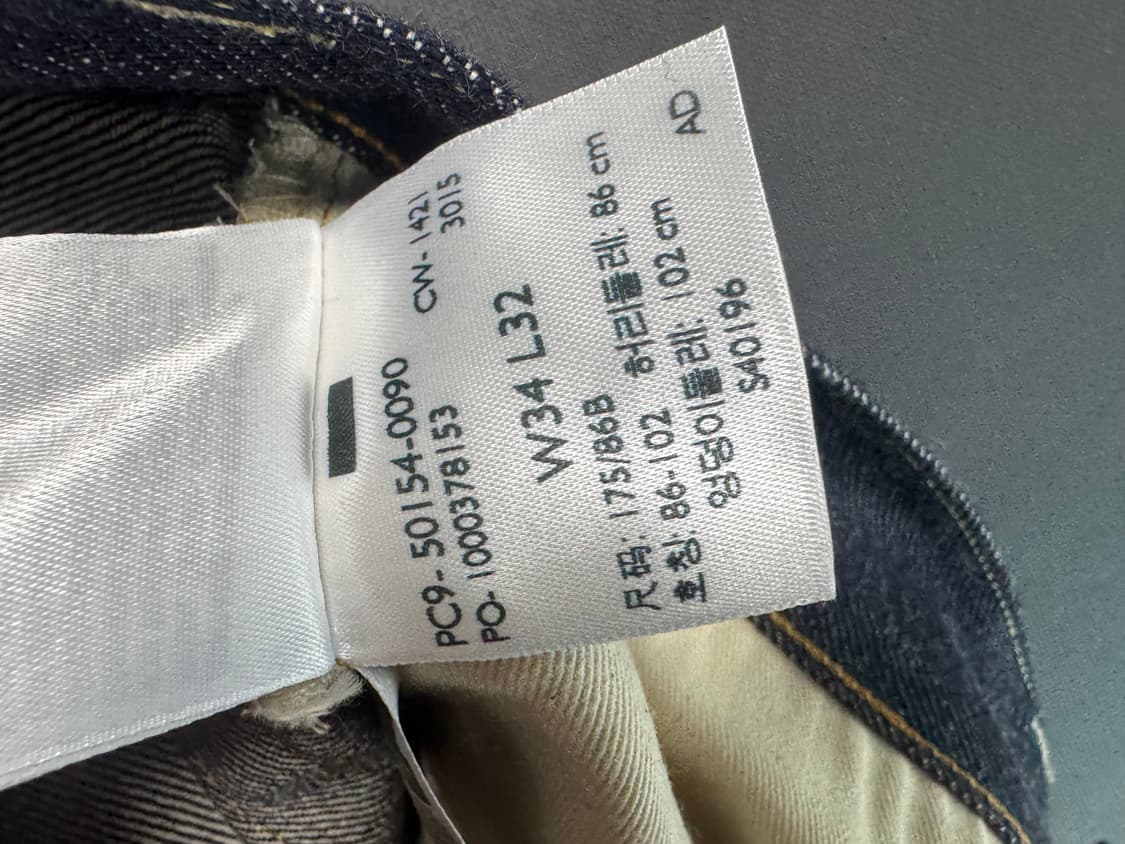 CW- 1421
3015
PC9- 50154-0090
PO- 1000378153
W34 L32
尺码: 175/86B 허리둘레: 86 cm
호칭: 86-102
엉덩이둘레: 102 cm
S40196
AD